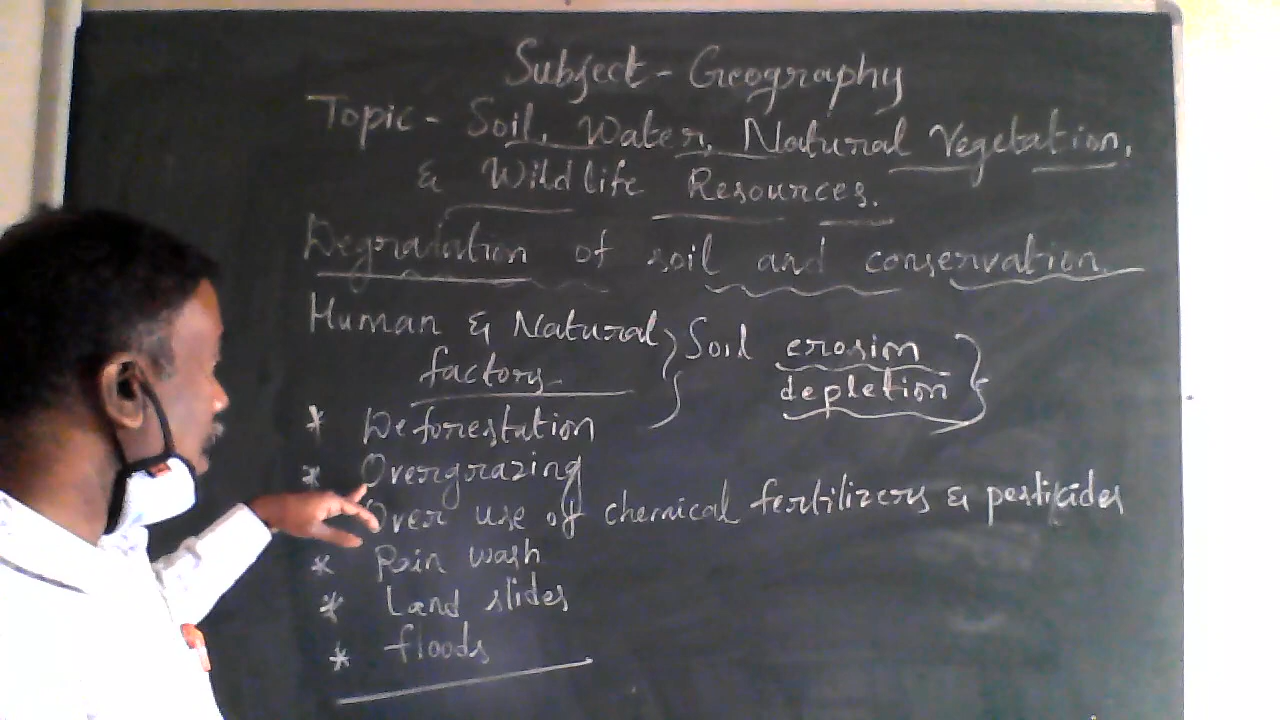 Subject - Geography
Topic - Soil, Water, Natural Vegetation,
& Wildlife Resources.
Degradation of soil and conservation.
Human & Natural factors } Soil erosion depletion }
* Deforestation
* Overgrazing
Over use of chemical fertilizers & pestikides
* Rain wash
* Land slides
* floods